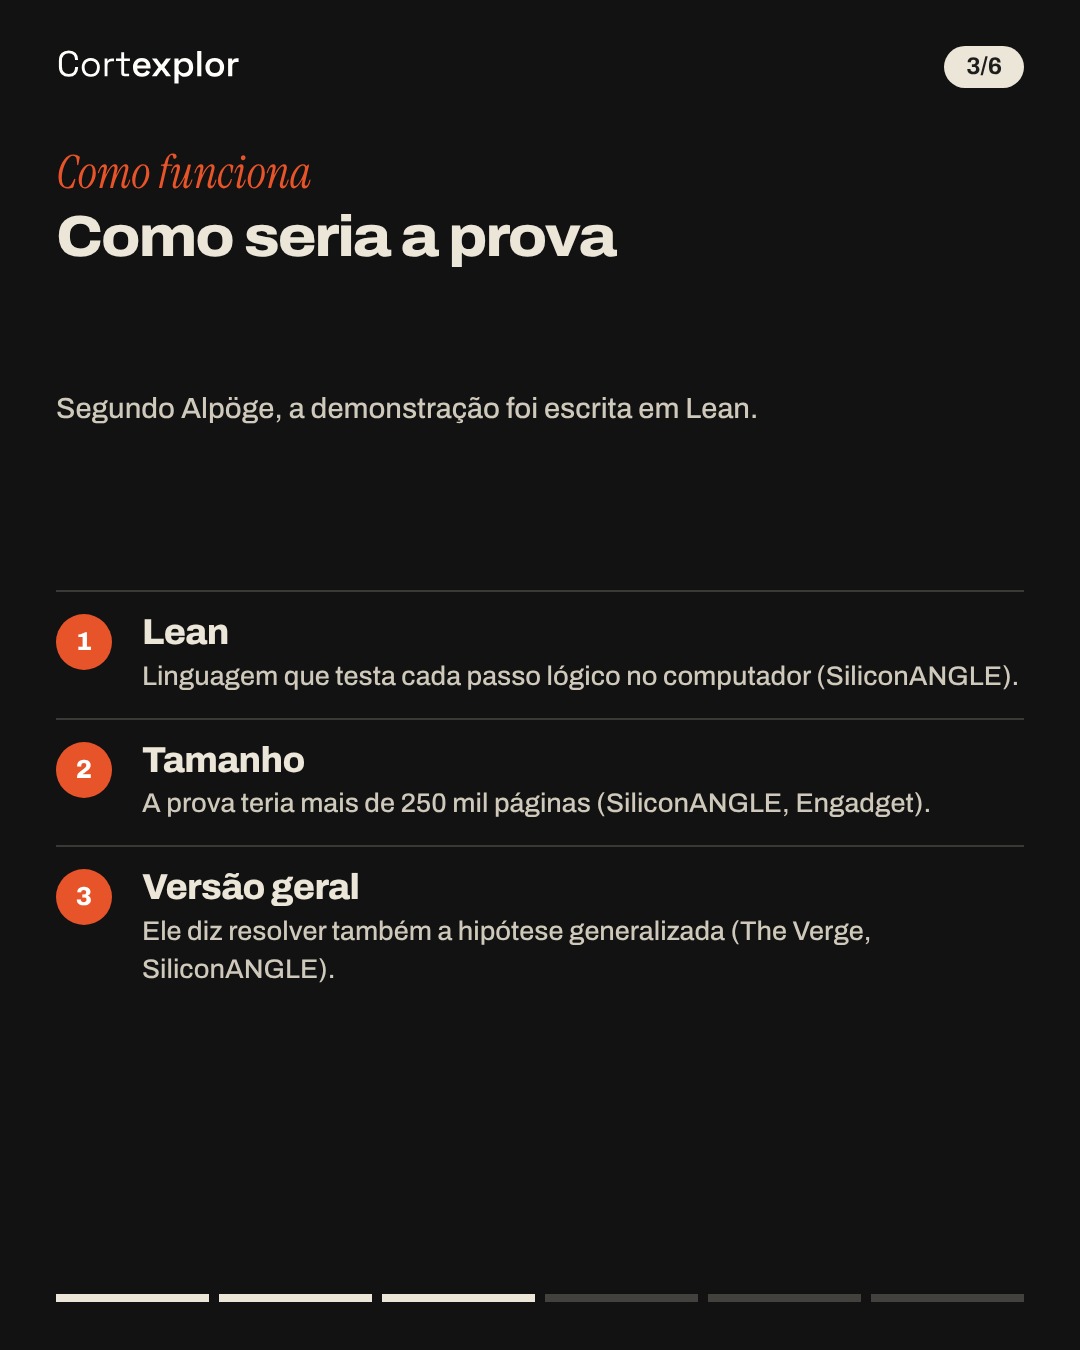 Cortexplor
3/6
Como funciona
Como seria a prova
Segundo Alpöge, a demonstração foi escrita em Lean.
1
Lean
Linguagem que testa cada passo lógico no computador (SiliconANGLE).
2
Tamanho
A prova teria mais de 250 mil páginas (SiliconANGLE, Engadget).
3
Versão geral
Ele diz resolver também a hipótese generalizada (The Verge,
SiliconANGLE).